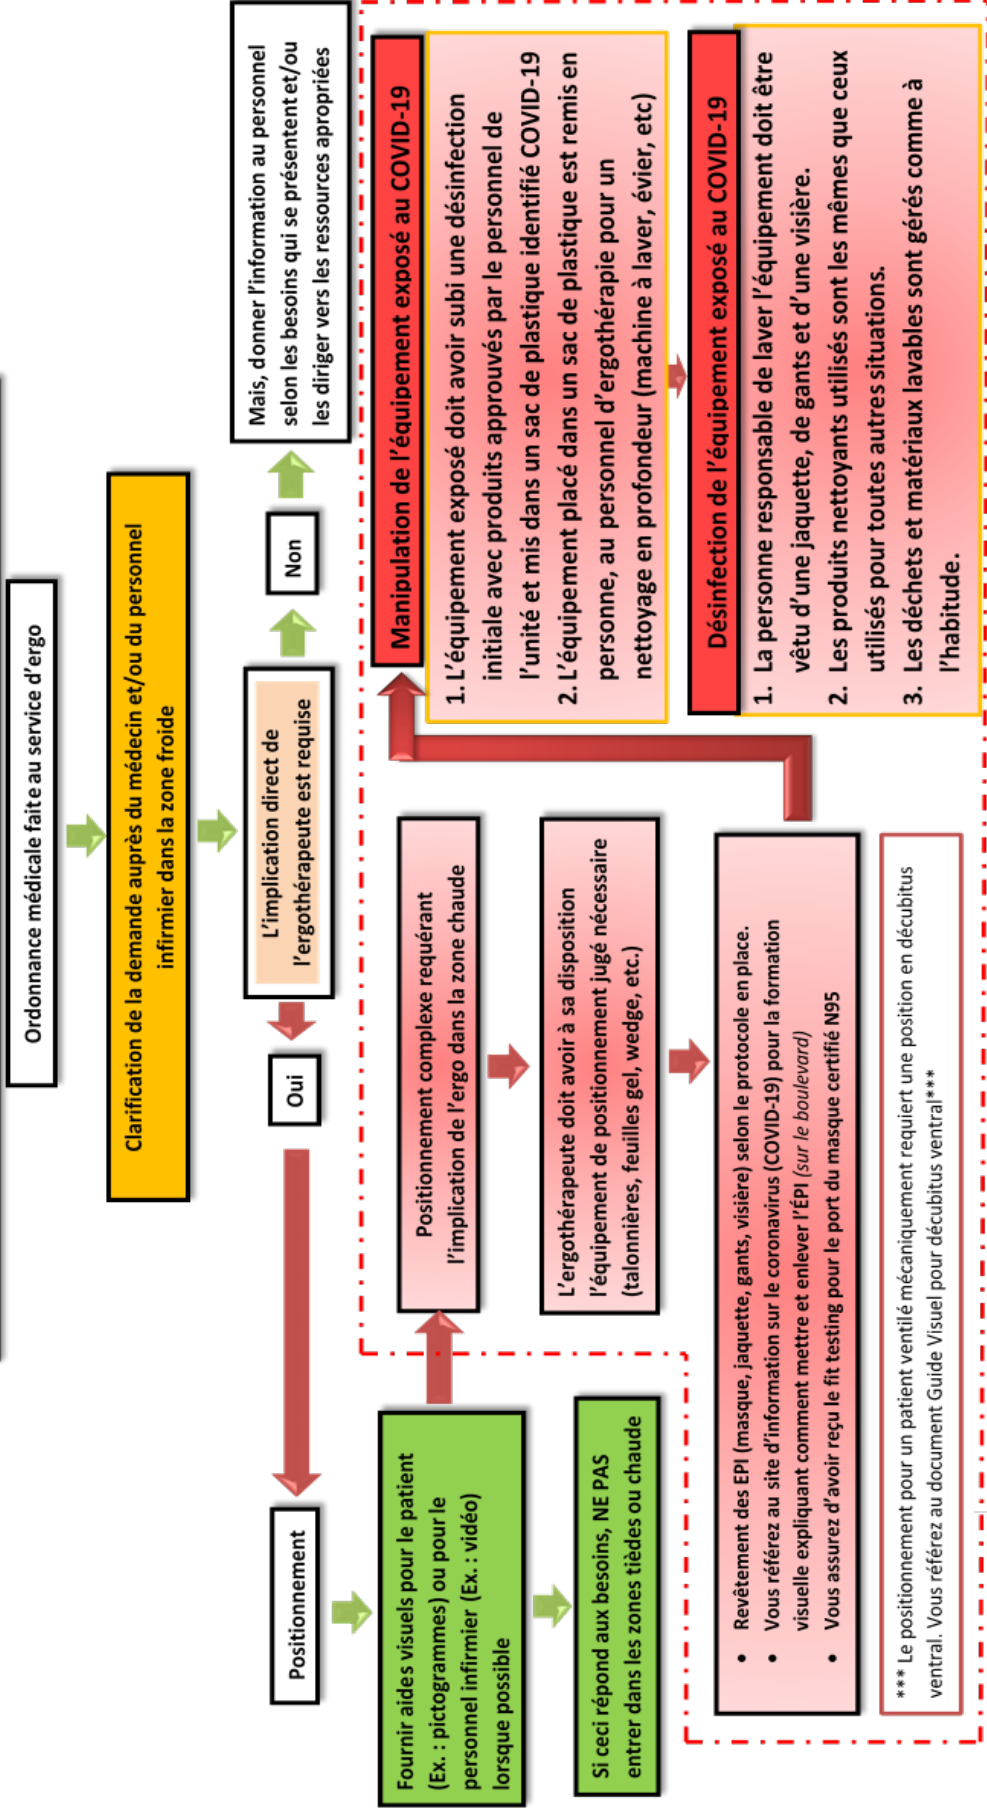 Ordonnance médicale faite au service d'ergo
Clarification de la demande auprès du médecin et/ou du personnel
infirmier dans la zone froide
L'implication direct de
l'ergothérapeute est requise
Oui
Non
Mais, donner l'information au personnel
selon les besoins qui se présentent et/ou
les diriger vers les ressources apropriées
Positionnement
Fournir aides visuels pour le patient
(Ex. : pictogrammes) ou pour le
personnel infirmier (Ex. : vidéo)
lorsque possible
Si ceci répond aux besoins, NE PAS
entrer dans les zones tièdes ou chaude
Positionnement complexe requérant
l'implication de l'ergo dans la zone chaude
L'ergothérapeute doit avoir à sa disposition
l'équipement de positionnement jugé nécessaire
(talonnières, feuilles gel, wedge, etc.)
• Revêtement des EPI (masque, jaquette, gants, visière) selon le protocole en place.
• Vous référez au site d'information sur le coronavirus (COVID-19) pour la formation
visuelle expliquant comment mettre et enlever l'ÉPI (sur le boulevard)
• Vous assurez d'avoir reçu le fit testing pour le port du masque certifié N95
*** Le positionnement pour un patient ventilé mécaniquement requiert une position en décubitus
ventral. Vous référez au document Guide Visuel pour décubitus ventral***
Manipulation de l'équipement exposé au COVID-19
1. L'équipement exposé doit avoir subi une désinfection
initiale avec produits approuvés par le personnel de
l'unité et mis dans un sac de plastique identifié COVID-19
2. L'équipement placé dans un sac de plastique est remis en
personne, au personnel d'ergothérapie pour un
nettoyage en profondeur (machine à laver, évier, etc)
Désinfection de l'équipement exposé au COVID-19
1. La personne responsable de laver l'équipement doit être
vêtu d'une jaquette, de gants et d'une visière.
2. Les produits nettoyants utilisés sont les mêmes que ceux
utilisés pour toutes autres situations.
3. Les déchets et matériaux lavables sont gérés comme à
l'habitude.